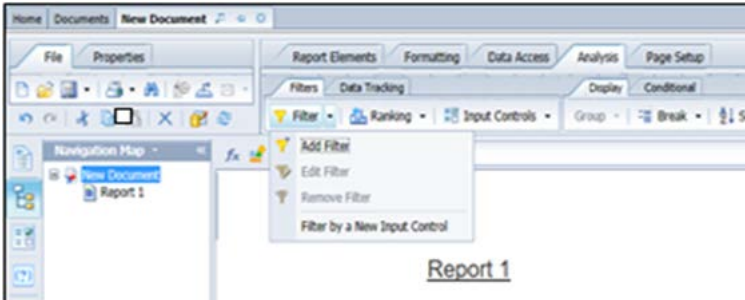 Home Documents New Document
File Properties Report Elements Formatting Data Access Analysis Page Setup
Filters Data Tracking Display Conditional
Filter Ranking Input Controls Group Break
Navigation Map Add Filter
New Document Edit Filter
Report 1 Remove Filter
Filter by a New Input Control
Report 1